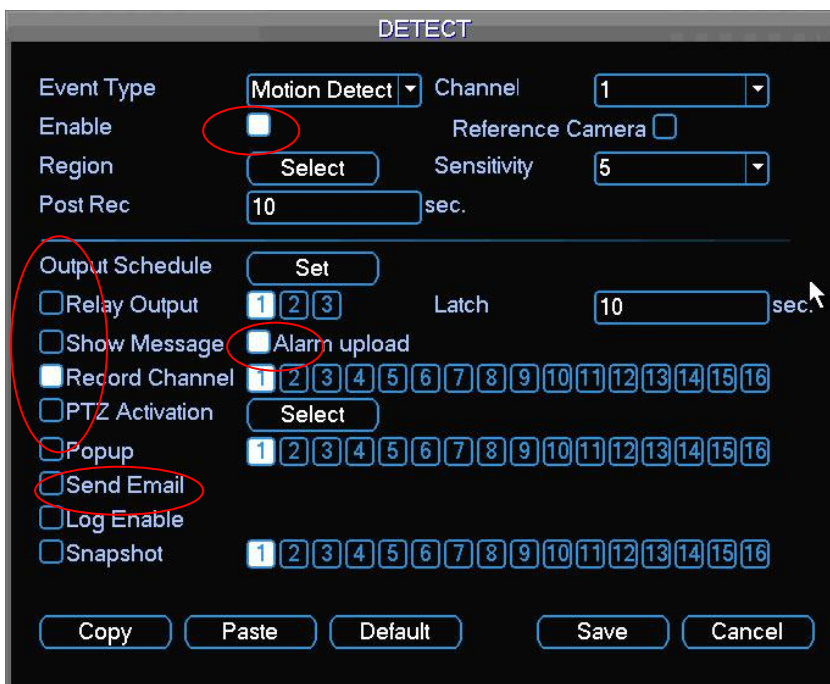 DETECT
Event Type Motion Detect Channel 1
Enable Reference Camera
Region Select Sensitivity 5
Post Rec 10 sec.
Output Schedule Set
Relay Output 1 2 3 Latch 10 sec.
Show Message Alarm upload
Record Channel 1 2 3 4 5 6 7 8 9 10 11 12 13 14 15 16
PTZ Activation Select
Popup 1 2 3 4 5 6 7 8 9 10 11 12 13 14 15 16
Send Email
Log Enable
Snapshot 1 2 3 4 5 6 7 8 9 10 11 12 13 14 15 16
Copy Paste Default Save Cancel